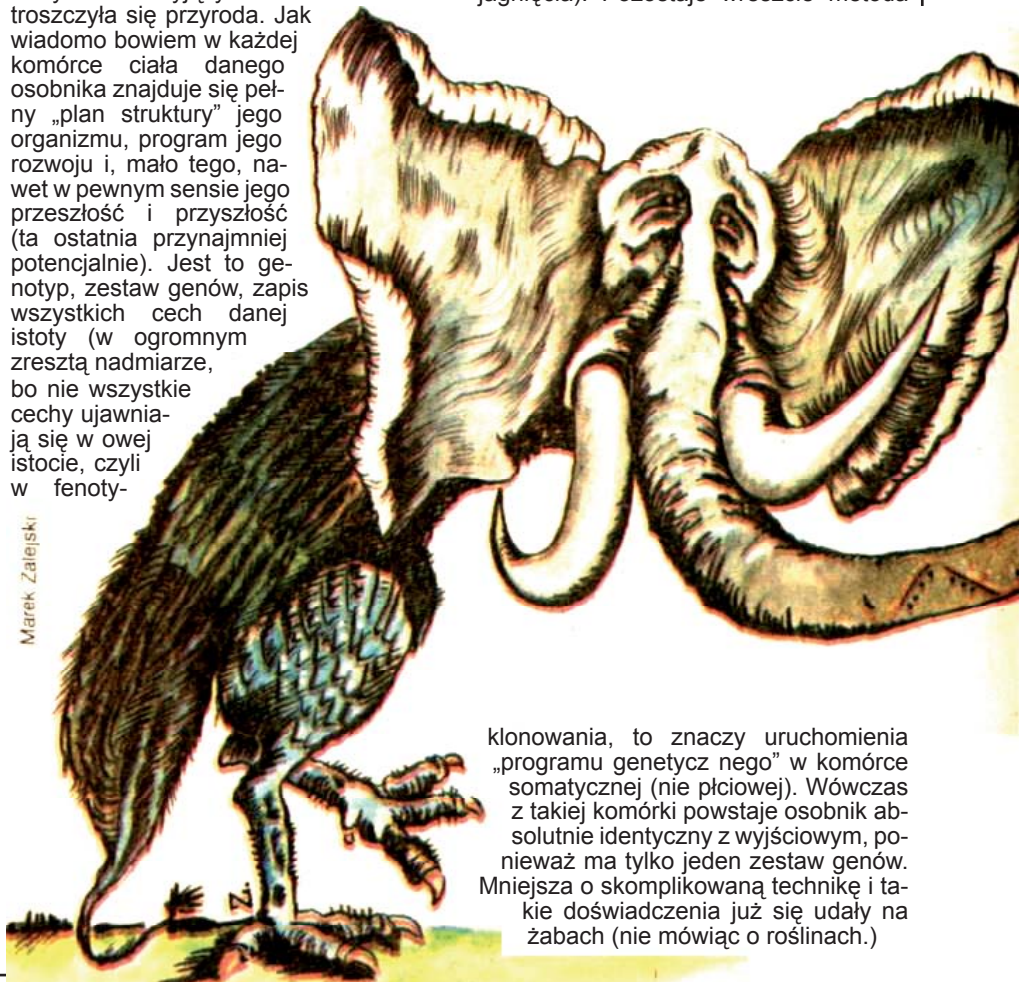 troszczyła się przyroda. Jak
wiadomo bowiem w każdej
komórce ciała danego
osobnika znajduje się peł-
ny „plan struktury” jego
organizmu, program jego
rozwoju i, mało tego, na-
wet w pewnym sensie jego
przeszłość i przyszłość
(ta ostatnia przynajmniej
potencjalnie). Jest to ge-
notyp, zestaw genów, zapis
wszystkich cech danej
istoty (w ogromnym
zresztą nadmiarze,
bo nie wszystkie
cechy ujawnia-
ją się w owej
istocie, czyli
w fenoty-
Marek Zalejski
Z.
klonowania, to znaczy uruchomienia
„programu genetycz nego” w komórce
somatycznej (nie płciowej). Wówczas
z takiej komórki powstaje osobnik ab-
solutnie identyczny z wyjściowym, po-
nieważ ma tylko jeden zestaw genów.
Mniejsza o skomplikowaną technikę i ta-
kie doświadczenia już się udały na
żabach (nie mówiąc o roślinach.)